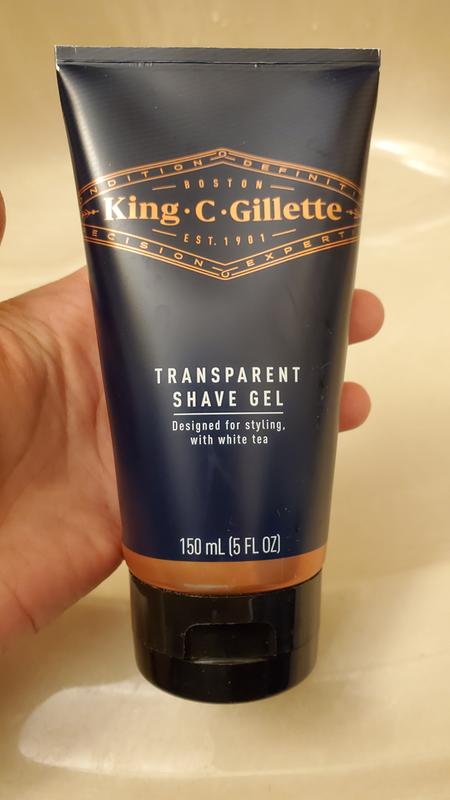 BOSTON
King·C·Gillette
EST.1901
TRANSPARENT
SHAVE GEL
Designed for styling,
with white tea
150 mL (5 FL OZ)